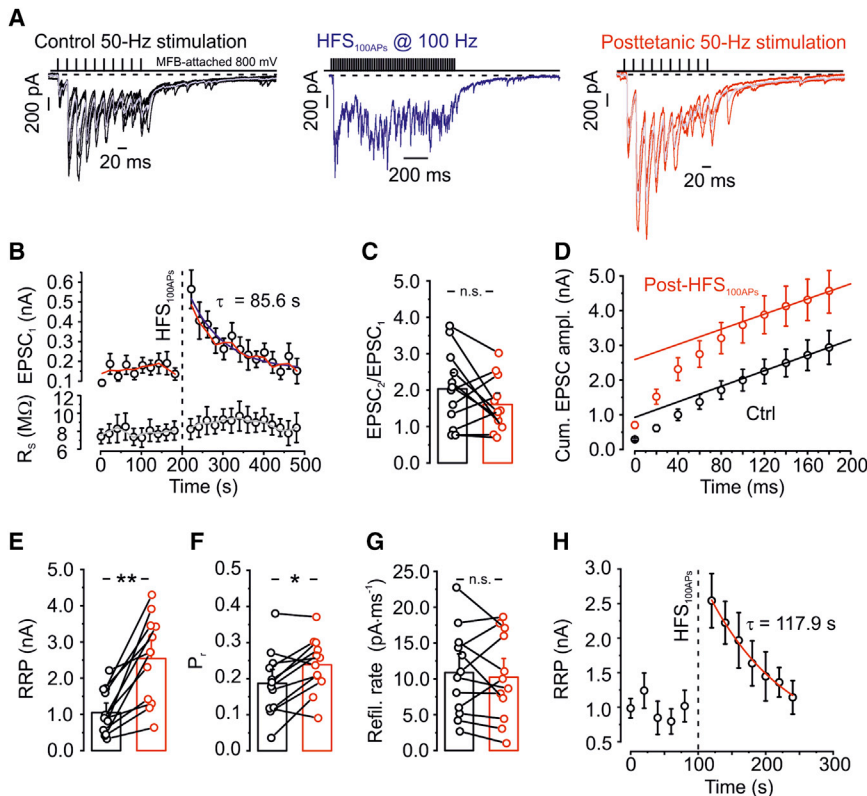 A
Control 50-Hz stimulation
MFB-attached 800 mV
200 pA
20 ms
HFS100APs @ 100 Hz
200 pA
200 ms
Posttetanic 50-Hz stimulation
200 pA
20 ms
B
EPSC1 (nA)
0.6
0.5
0.4
0.3
0.2
0.1
HFS100APs
τ = 85.6 s
RS (MΩ)
12
10
8
6
0 100 200 300 400 500
Time (s)
C
EPSC2/EPSC1
5.0
4.0
3.0
2.0
1.0
0.0
n.s.
D
Cum. EPSC ampl. (nA)
5.0
4.0
3.0
2.0
1.0
0.0
Post-HFS100APs
Ctrl
0 40 80 120 160 200
Time (ms)
E
RRP (nA)
5.0
4.0
3.0
2.0
1.0
0.0
**
F
Pr
0.5
0.4
0.3
0.2
0.1
0.0
*
G
Refil. rate (pA·ms-1)
25.0
20.0
15.0
10.0
5.0
0.0
n.s.
H
RRP (nA)
3.0
2.5
2.0
1.5
1.0
0.5
HFS100APs
τ = 117.9 s
0 100 200 300
Time (s)